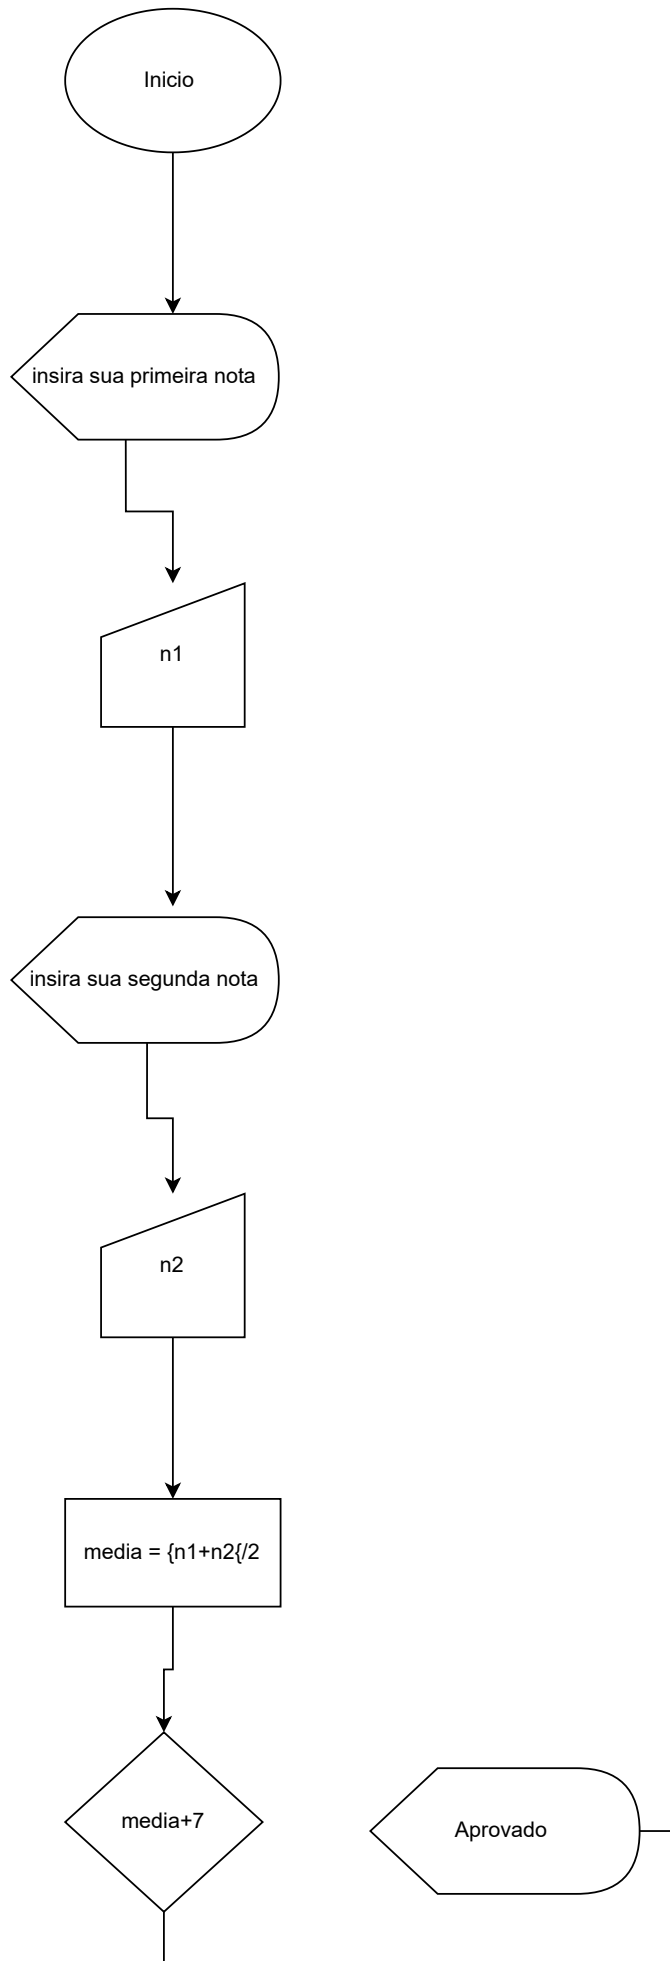 Inicio
insira sua primeira nota
n1
insira sua segunda nota
n2
media = {n1+n2{/2
media+7
Aprovado